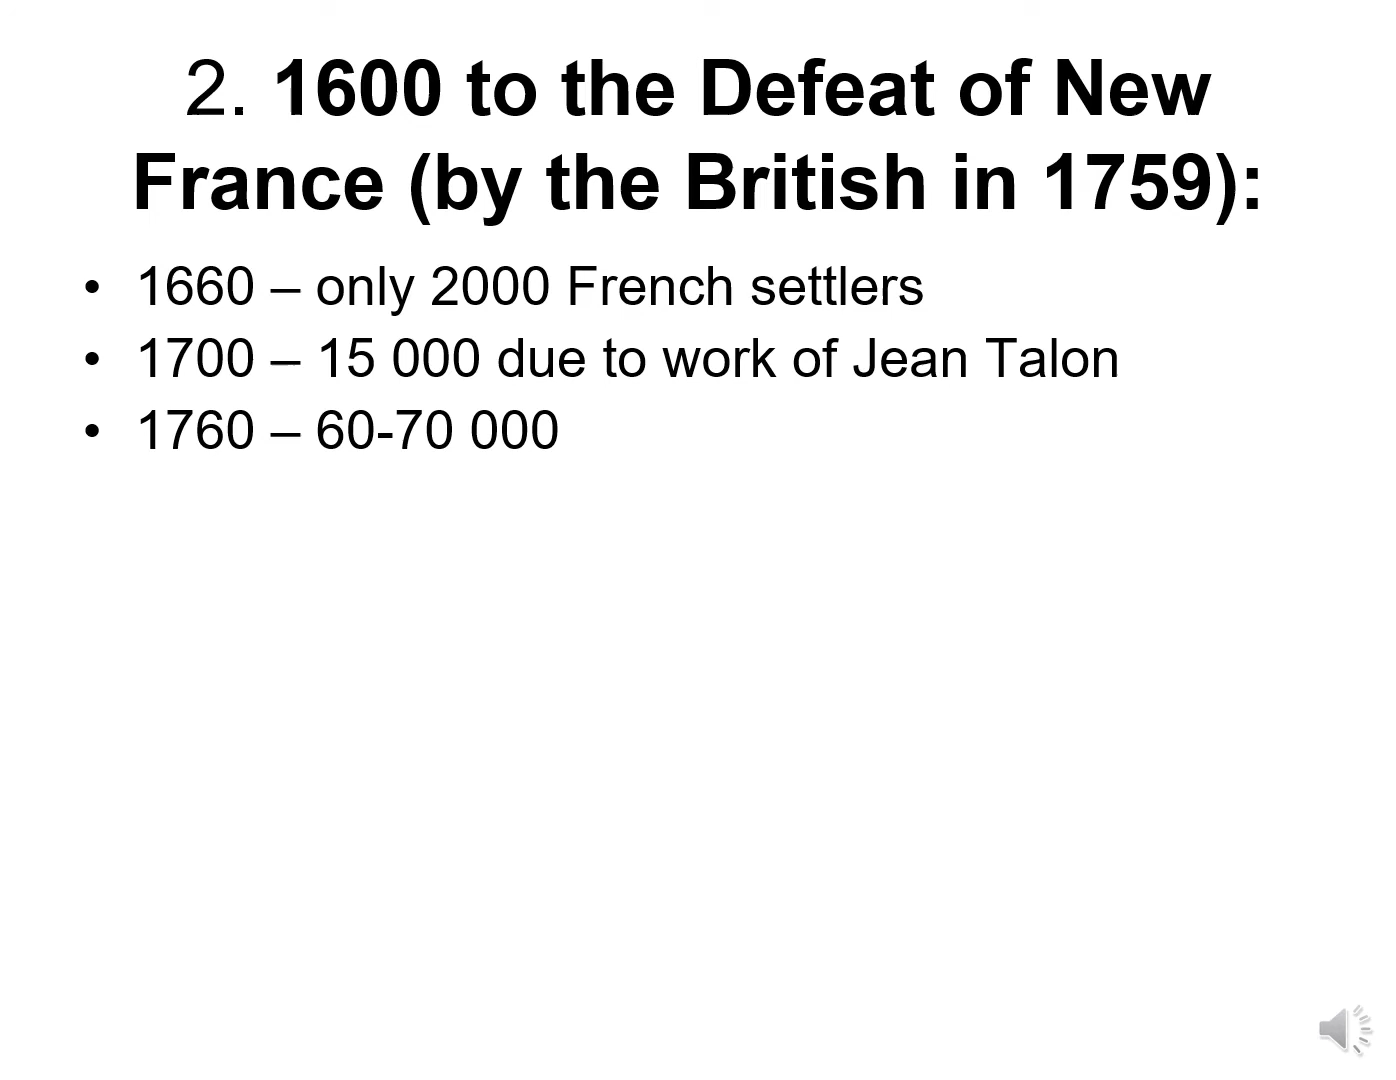 2. 1600 to the Defeat of New
France (by the British in 1759):
• 1660 – only 2000 French settlers
• 1700 – 15 000 due to work of Jean Talon
• 1760 – 60-70 000